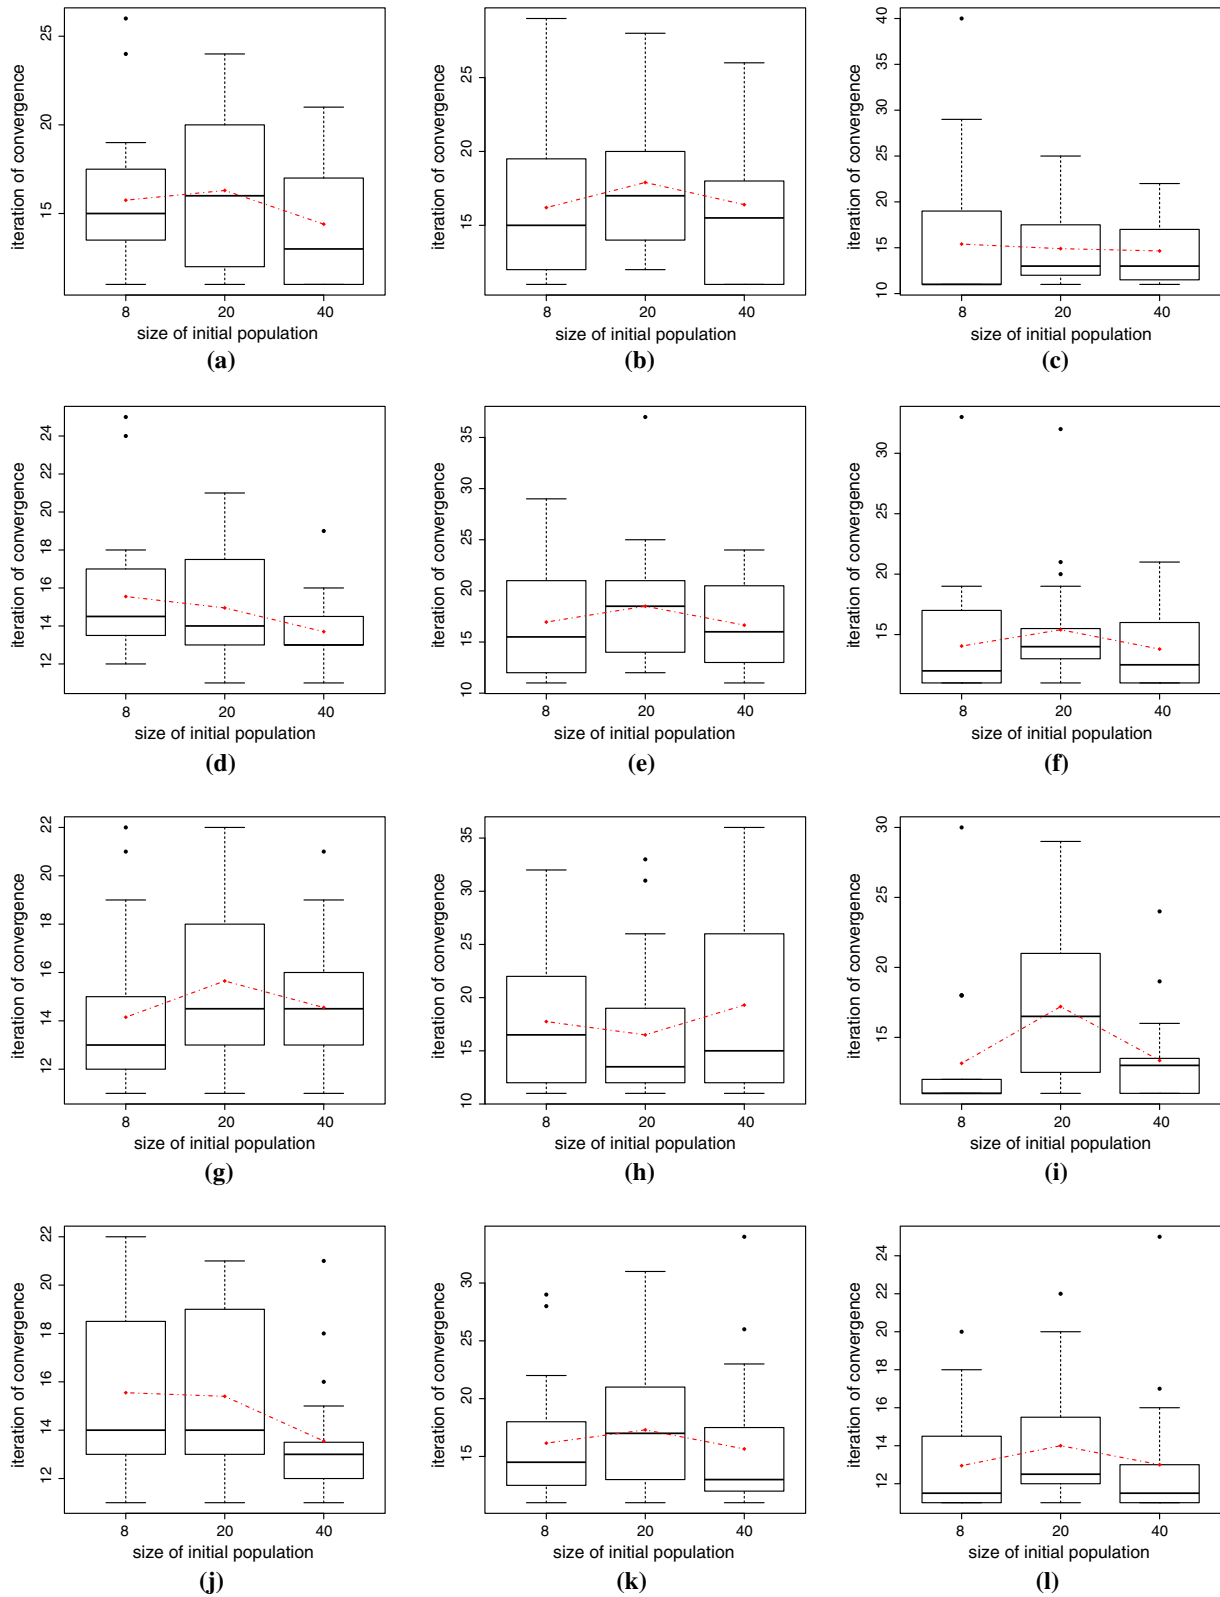 iteration of convergence
15 20 25
8 20 40
size of initial population
(a)
iteration of convergence
15 20 25
8 20 40
size of initial population
(b)
iteration of convergence
10 15 20 25 30 35 40
8 20 40
size of initial population
(c)
iteration of convergence
12 14 16 18 20 22 24
8 20 40
size of initial population
(d)
iteration of convergence
10 15 20 25 30 35
8 20 40
size of initial population
(e)
iteration of convergence
15 20 25 30
8 20 40
size of initial population
(f)
iteration of convergence
12 14 16 18 20 22
8 20 40
size of initial population
(g)
iteration of convergence
10 15 20 25 30 35
8 20 40
size of initial population
(h)
iteration of convergence
15 20 25 30
8 20 40
size of initial population
(i)
iteration of convergence
12 14 16 18 20 22
8 20 40
size of initial population
(j)
iteration of convergence
15 20 25 30
8 20 40
size of initial population
(k)
iteration of convergence
12 14 16 18 20 22 24
8 20 40
size of initial population
(l)